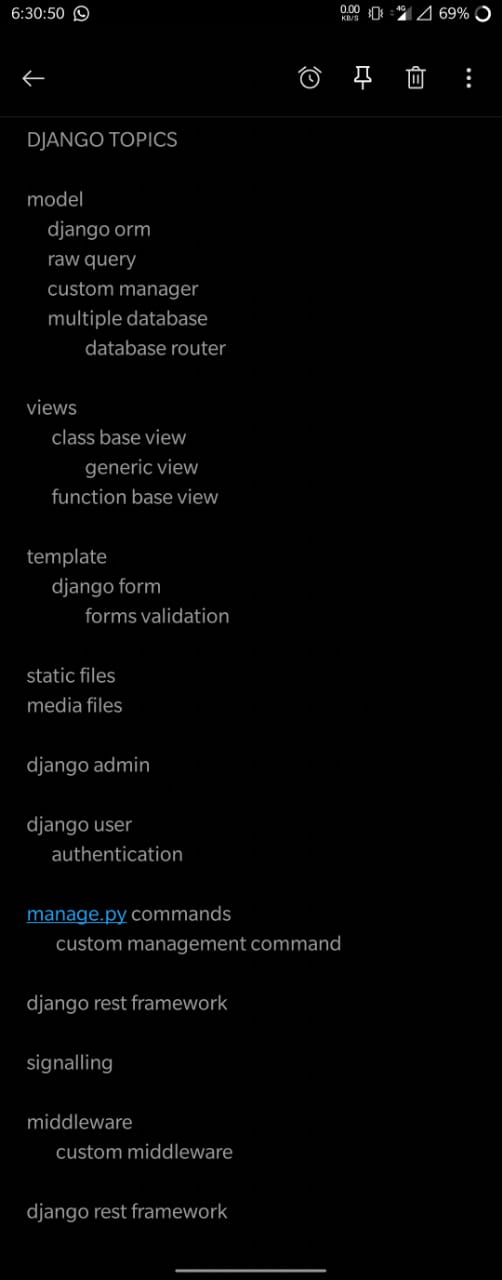 6:30:50 0.00 KB/S 4G 69%
DJANGO TOPICS
model
django orm
raw query
custom manager
multiple database
database router
views
class base view
generic view
function base view
template
django form
forms validation
static files
media files
django admin
django user
authentication
manage.py commands
custom management command
django rest framework
signalling
middleware
custom middleware
django rest framework